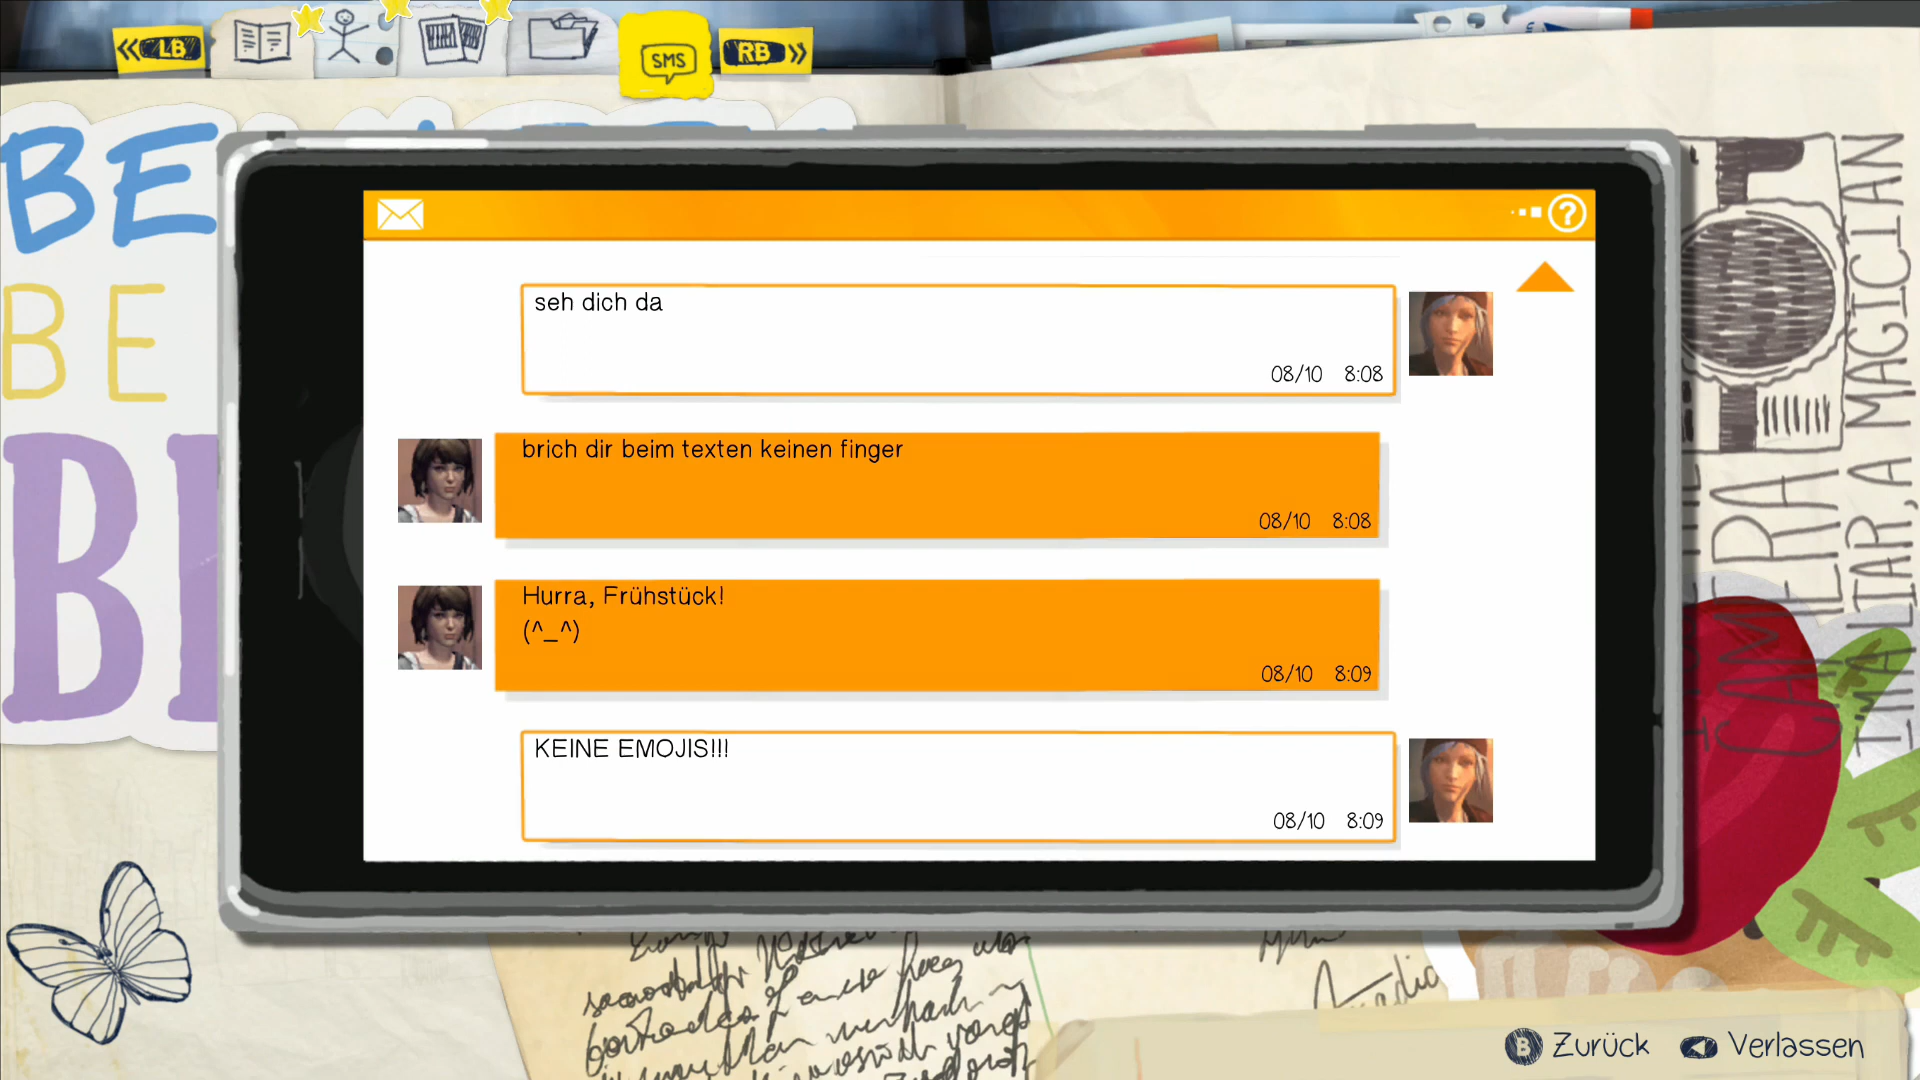 LB
SMS
RB
BE
BE
seh dich da
08/10 8:08
brich dir beim texten keinen finger
08/10 8:08
Hurra, Frühstück!
(^_^)
08/10 8:09
KEINE EMOJIS!!!
08/10 8:09
CAMERA
I'M A LIAR, A MAGICIAN
B Zurück
Verlassen